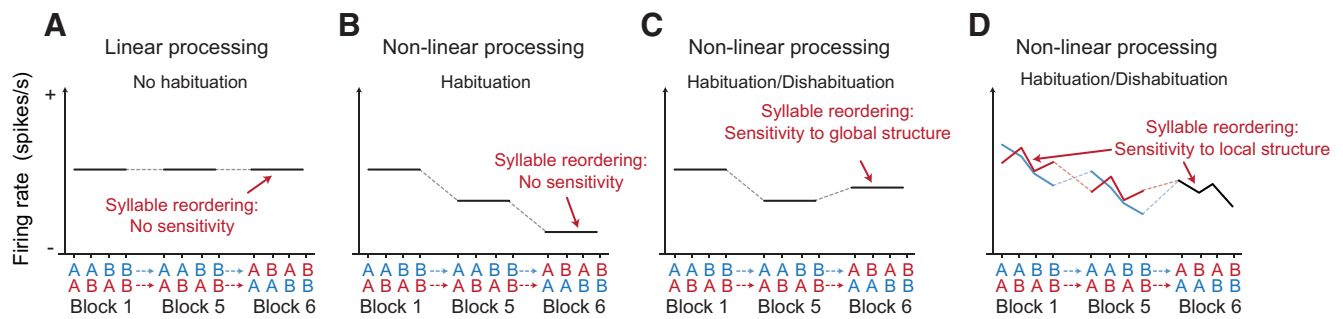 A
Linear processing
No habituation
Firing rate (spikes/s)
+
-
Syllable reordering:
No sensitivity
A A B B A A B B A B A B
A B A B A B A B A A B B
Block 1 Block 5 Block 6
B
Non-linear processing
Habituation
Syllable reordering:
No sensitivity
A A B B A A B B A B A B
A B A B A B A B A A B B
Block 1 Block 5 Block 6
C
Non-linear processing
Habituation/Dishabituation
Syllable reordering:
Sensitivity to global structure
A A B B A A B B A B A B
A B A B A B A B A A B B
Block 1 Block 5 Block 6
D
Non-linear processing
Habituation/Dishabituation
Syllable reordering:
Sensitivity to local structure
A A B B A A B B A B A B
A B A B A B A B A A B B
Block 1 Block 5 Block 6